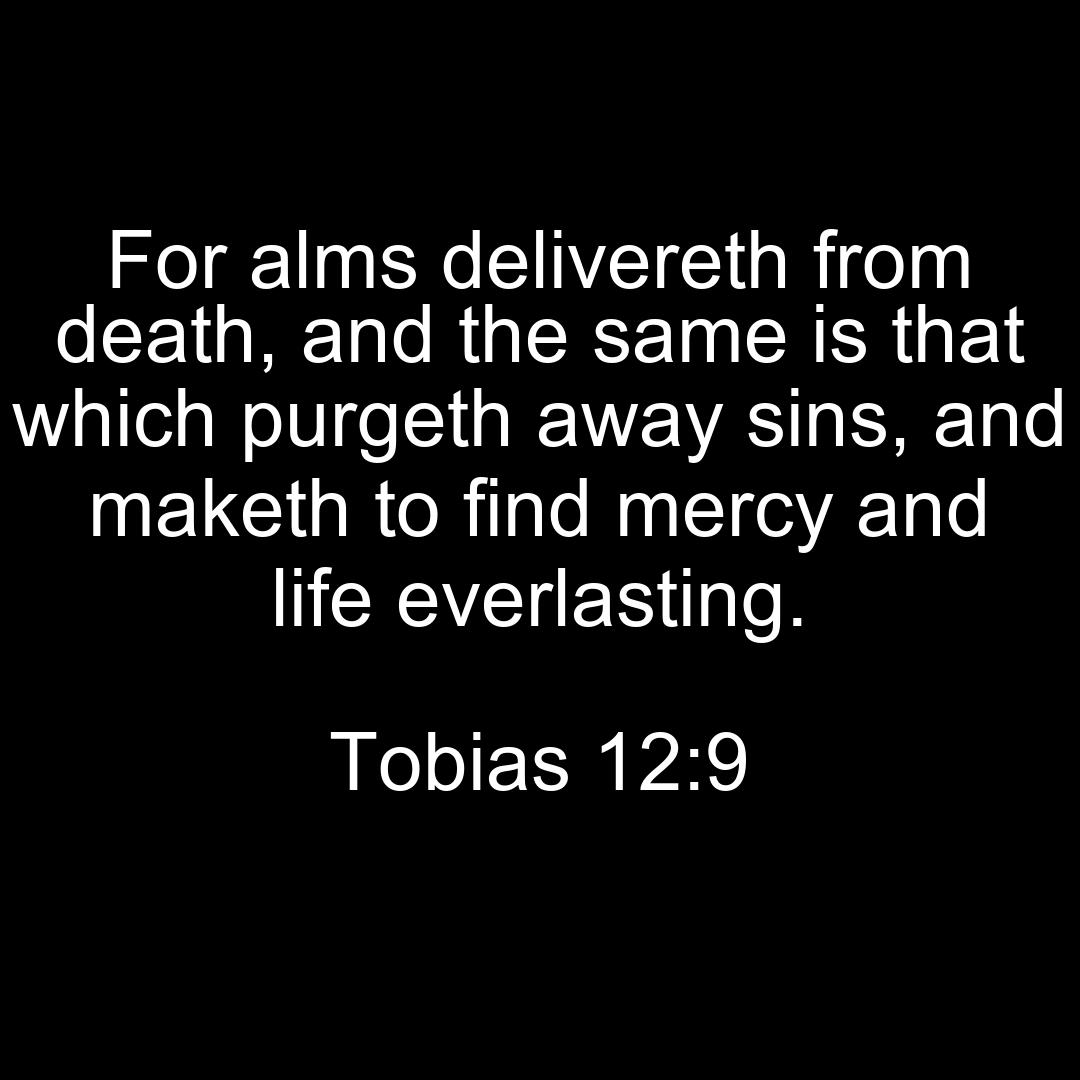 For alms delivereth from
death, and the same is that
which purgeth away sins, and
maketh to find mercy and
life everlasting.
Tobias 12:9